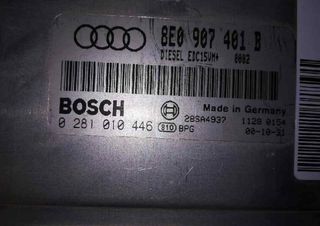 8E0 907 401 B
DIESEL EDC15VM+ 0002
BOSCH
Made in Germany
0 281 010 446
810 BPG
28SA4937
1128 0154
00-10-31